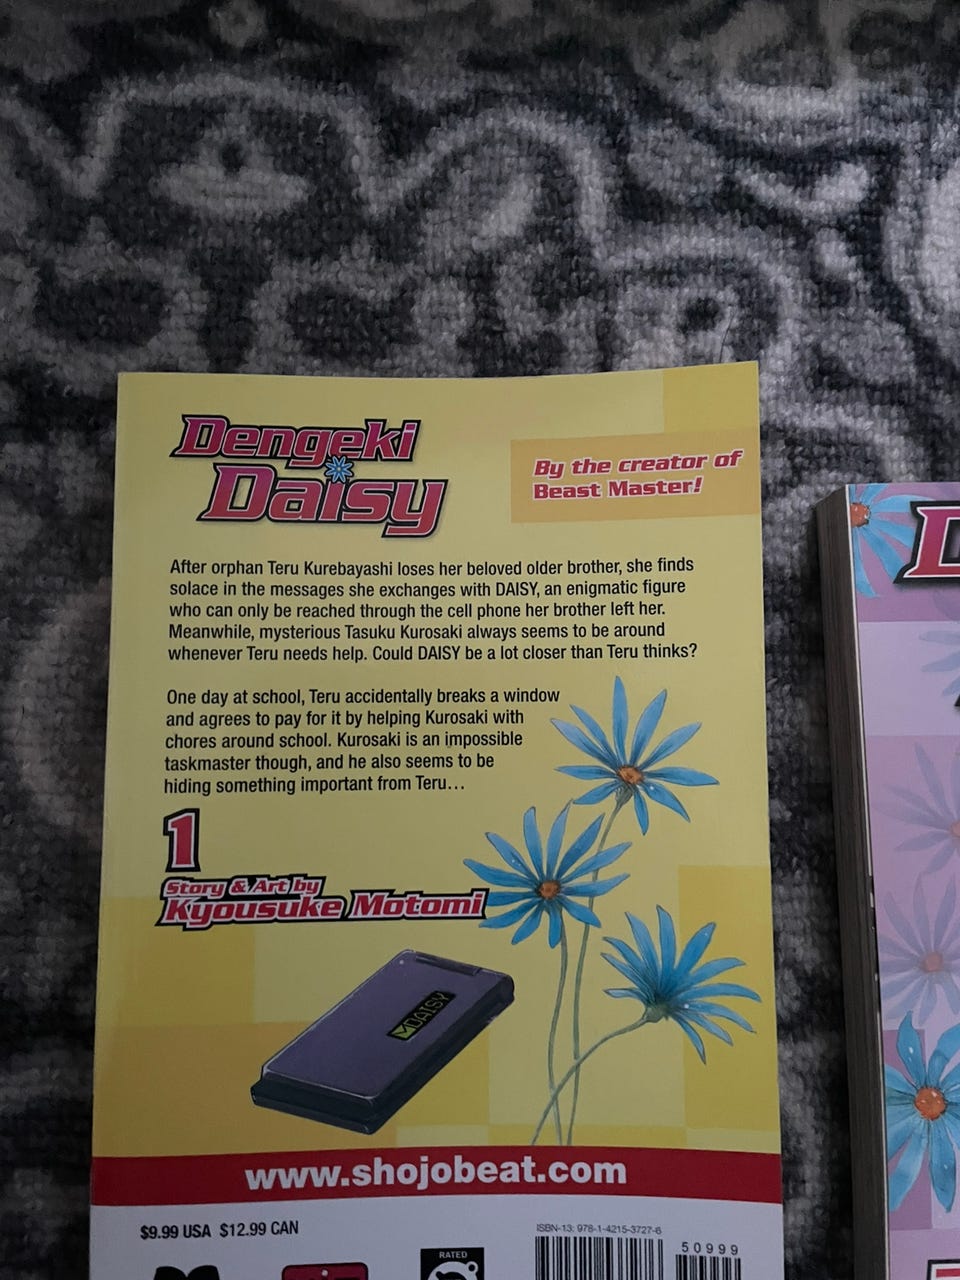 Dengeki
Daisy
By the creator of
Beast Master!
After orphan Teru Kurebayashi loses her beloved older brother, she finds
solace in the messages she exchanges with DAISY, an enigmatic figure
who can only be reached through the cell phone her brother left her.
Meanwhile, mysterious Tasuku Kurosaki always seems to be around
whenever Teru needs help. Could DAISY be a lot closer than Teru thinks?
One day at school, Teru accidentally breaks a window
and agrees to pay for it by helping Kurosaki with
chores around school. Kurosaki is an impossible
taskmaster though, and he also seems to be
hiding something important from Teru...
1
Story & Art by
Kyousuke Motomi
DAISY
www.shojobeat.com
$9.99 USA $12.99 CAN
ISBN-13: 978-1-4215-3727-6
50999
RATED
D